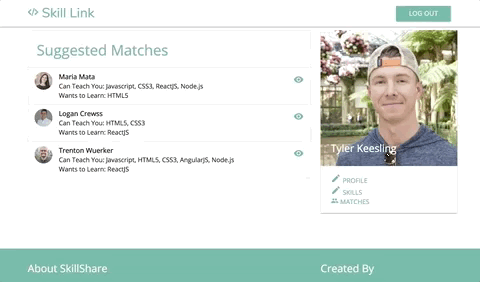 </> Skill Link
LOG OUT
Suggested Matches
Maria Mata
Can Teach You: Javascript, CSS3, ReactJS, Node.js
Wants to Learn: HTML5
Logan Crewss
Can Teach You: HTML5, CSS3
Wants to Learn: ReactJS
Trenton Wuerker
Can Teach You: Javascript, HTML5, CSS3, AngularJS, Node.js
Wants to Learn: ReactJS
Tyler Keesling
PROFILE
SKILLS
MATCHES
About SkillShare
Created By